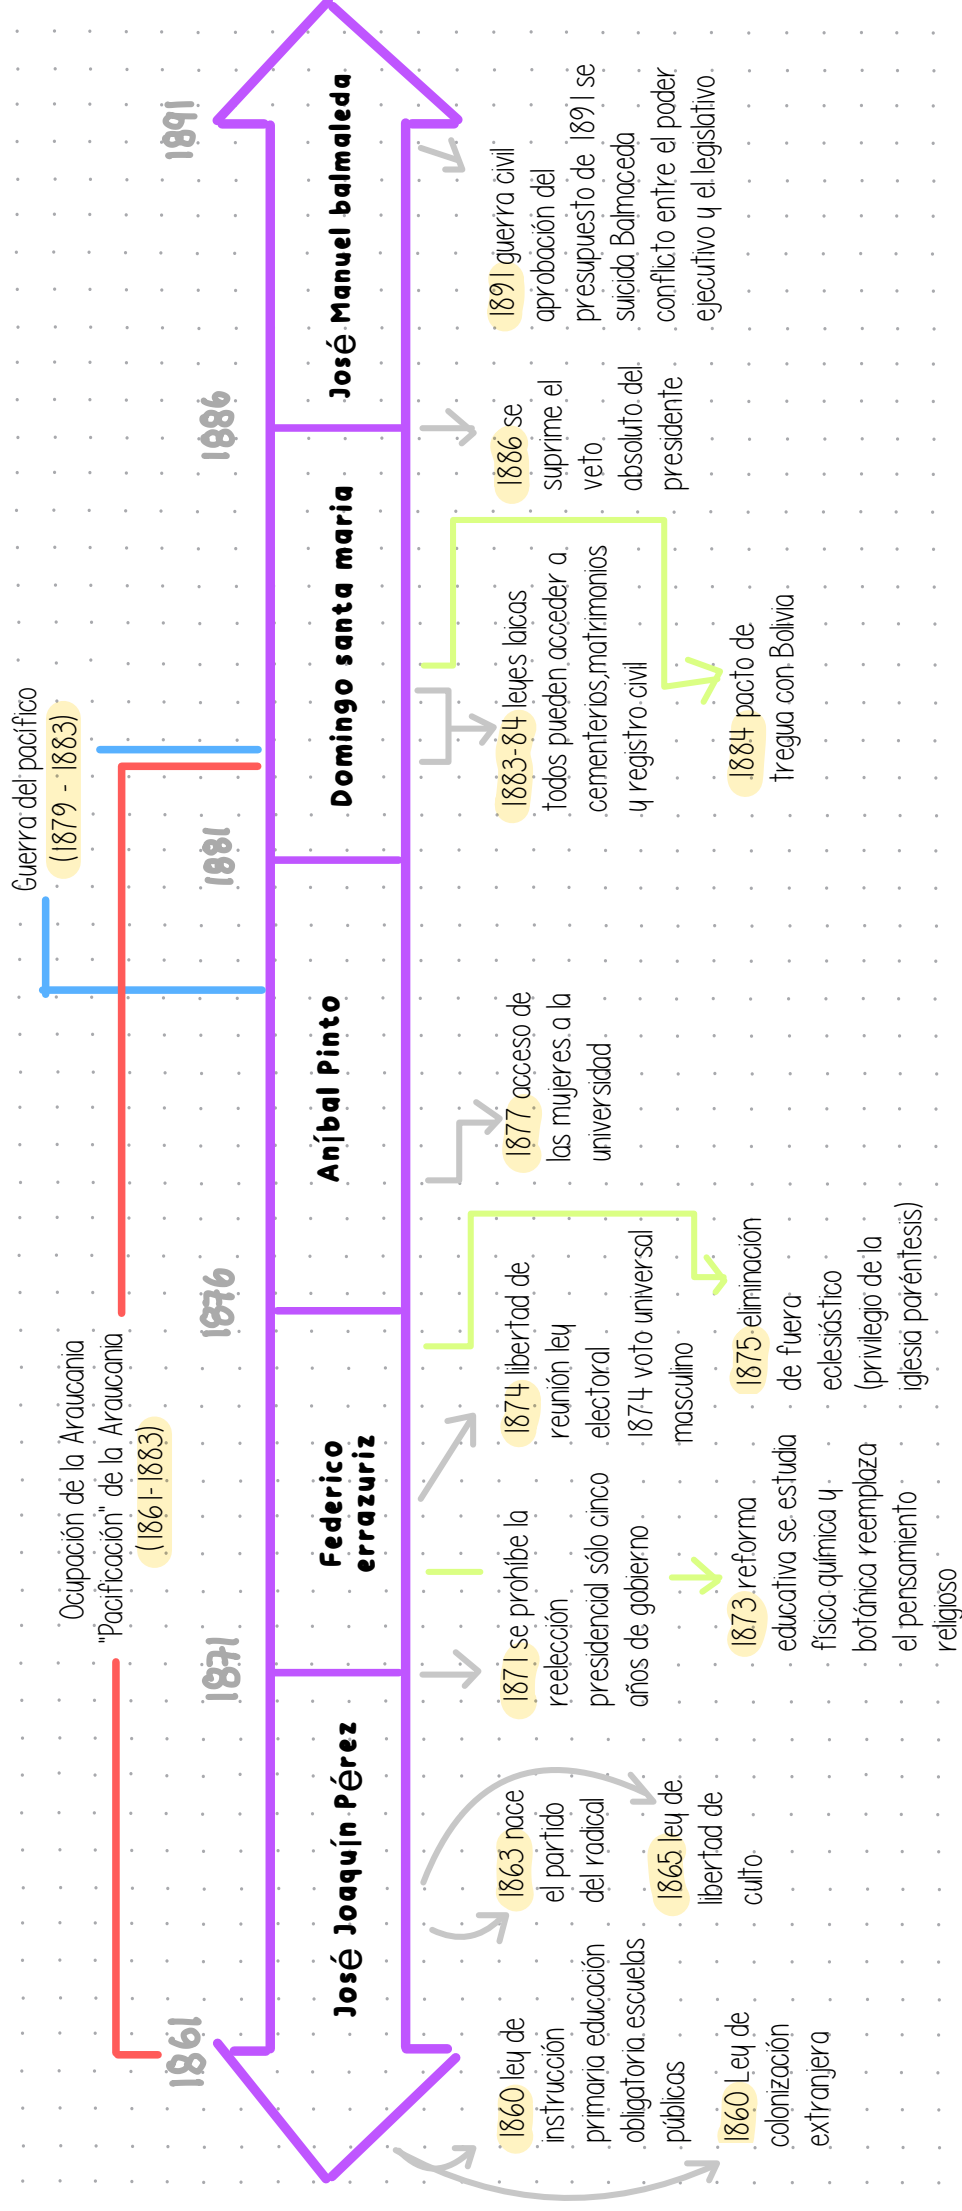 Guerra del pacífico
(1879 - 1883)
Ocupación de la Araucania
"Pacificación" de la Araucania
(1861-1883)
1861
1871
1876
1881
1886
1891
José Joaquín Pérez
Federico
errazuriz
Aníbal Pinto
Domingo santa maria
José Manuel balmaleda
1860 ley de
instrucción
primaria educación
obligatoria escuelas
públicas
1860 Ley de
colonización
extranjera
1863 nace
el partido
del radical
1865 ley de
libertad de
culto
1871 se prohíbe la
reelección
presidencial sólo cinco
años de gobierno
1873 reforma
educativa se estudia
física química y
botánica reemplaza
el pensamiento
religioso
1874 libertad de
reunión ley
electoral
1874 voto universal
masculino
1875 eliminación
de fuera
eclesiástico
(privilegio de la
iglesia paréntesis)
1877 acceso de
las mujeres a la
universidad
1883-84 leyes laicas
todos pueden acceder a
cementerios,matrimonios
y registro civil
1884 pacto de
tregua con Bolivia
1886 se
suprime el
veto
absoluto del
presidente
1891 guerra civil
aprobación del
presupuesto de 1891 se
suicida Balmaceda
conflicto entre el poder
ejecutivo y el legislativo